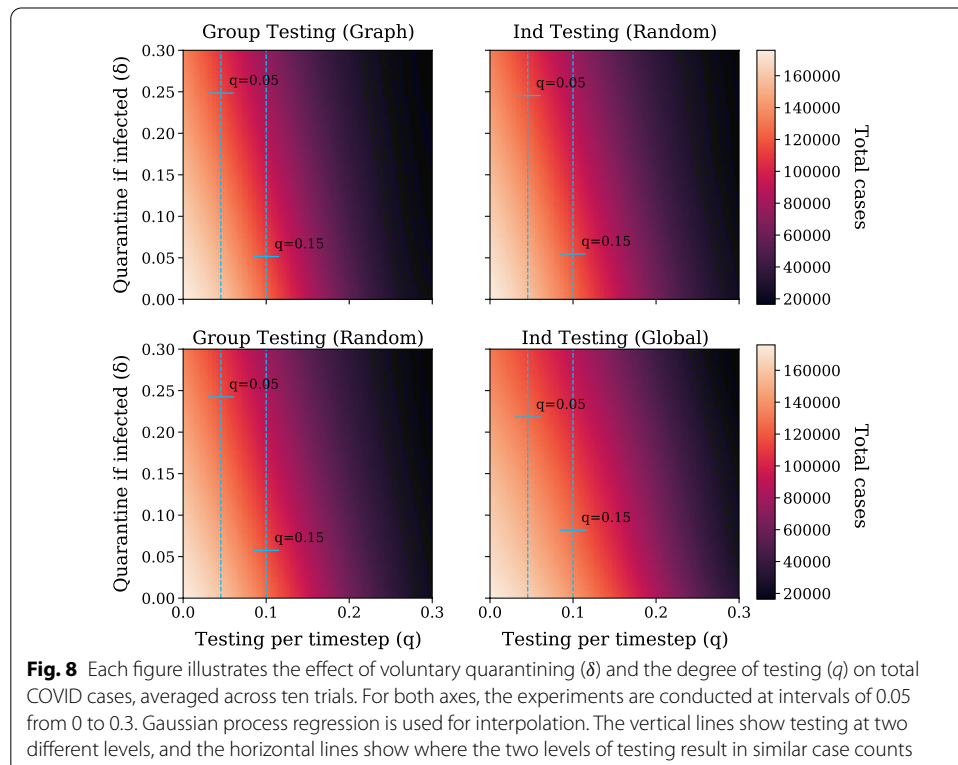 Group Testing (Graph)
Ind Testing (Random)
Quarantine if infected (δ)
0.30
0.25
0.20
0.15
0.10
0.05
0.00
q=0.05
q=0.15
q=0.05
q=0.15
0.3
0.3
160000
140000
120000
100000
80000
60000
40000
20000
Total cases
Group Testing (Random)
Ind Testing (Global)
Quarantine if infected (δ)
0.30
0.25
0.20
0.15
0.10
0.05
0.00
q=0.05
q=0.15
q=0.05
q=0.15
160000
140000
120000
100000
80000
60000
40000
20000
Total cases
0.0 0.1 0.2 0.3
0.0 0.1 0.2 0.3
Testing per timestep (q)
Testing per timestep (q)
Fig. 8 Each figure illustrates the effect of voluntary quarantining (δ) and the degree of testing (q) on total
COVID cases, averaged across ten trials. For both axes, the experiments are conducted at intervals of 0.05
from 0 to 0.3. Gaussian process regression is used for interpolation. The vertical lines show testing at two
different levels, and the horizontal lines show where the two levels of testing result in similar case counts